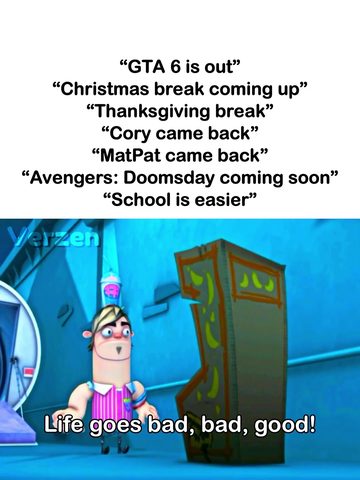 “GTA 6 is out”
“Christmas break coming up”
“Thanksgiving break”
“Cory came back”
“MatPat came back”
“Avengers: Doomsday coming soon”
“School is easier”
Verzen
Life goes bad, bad, good!